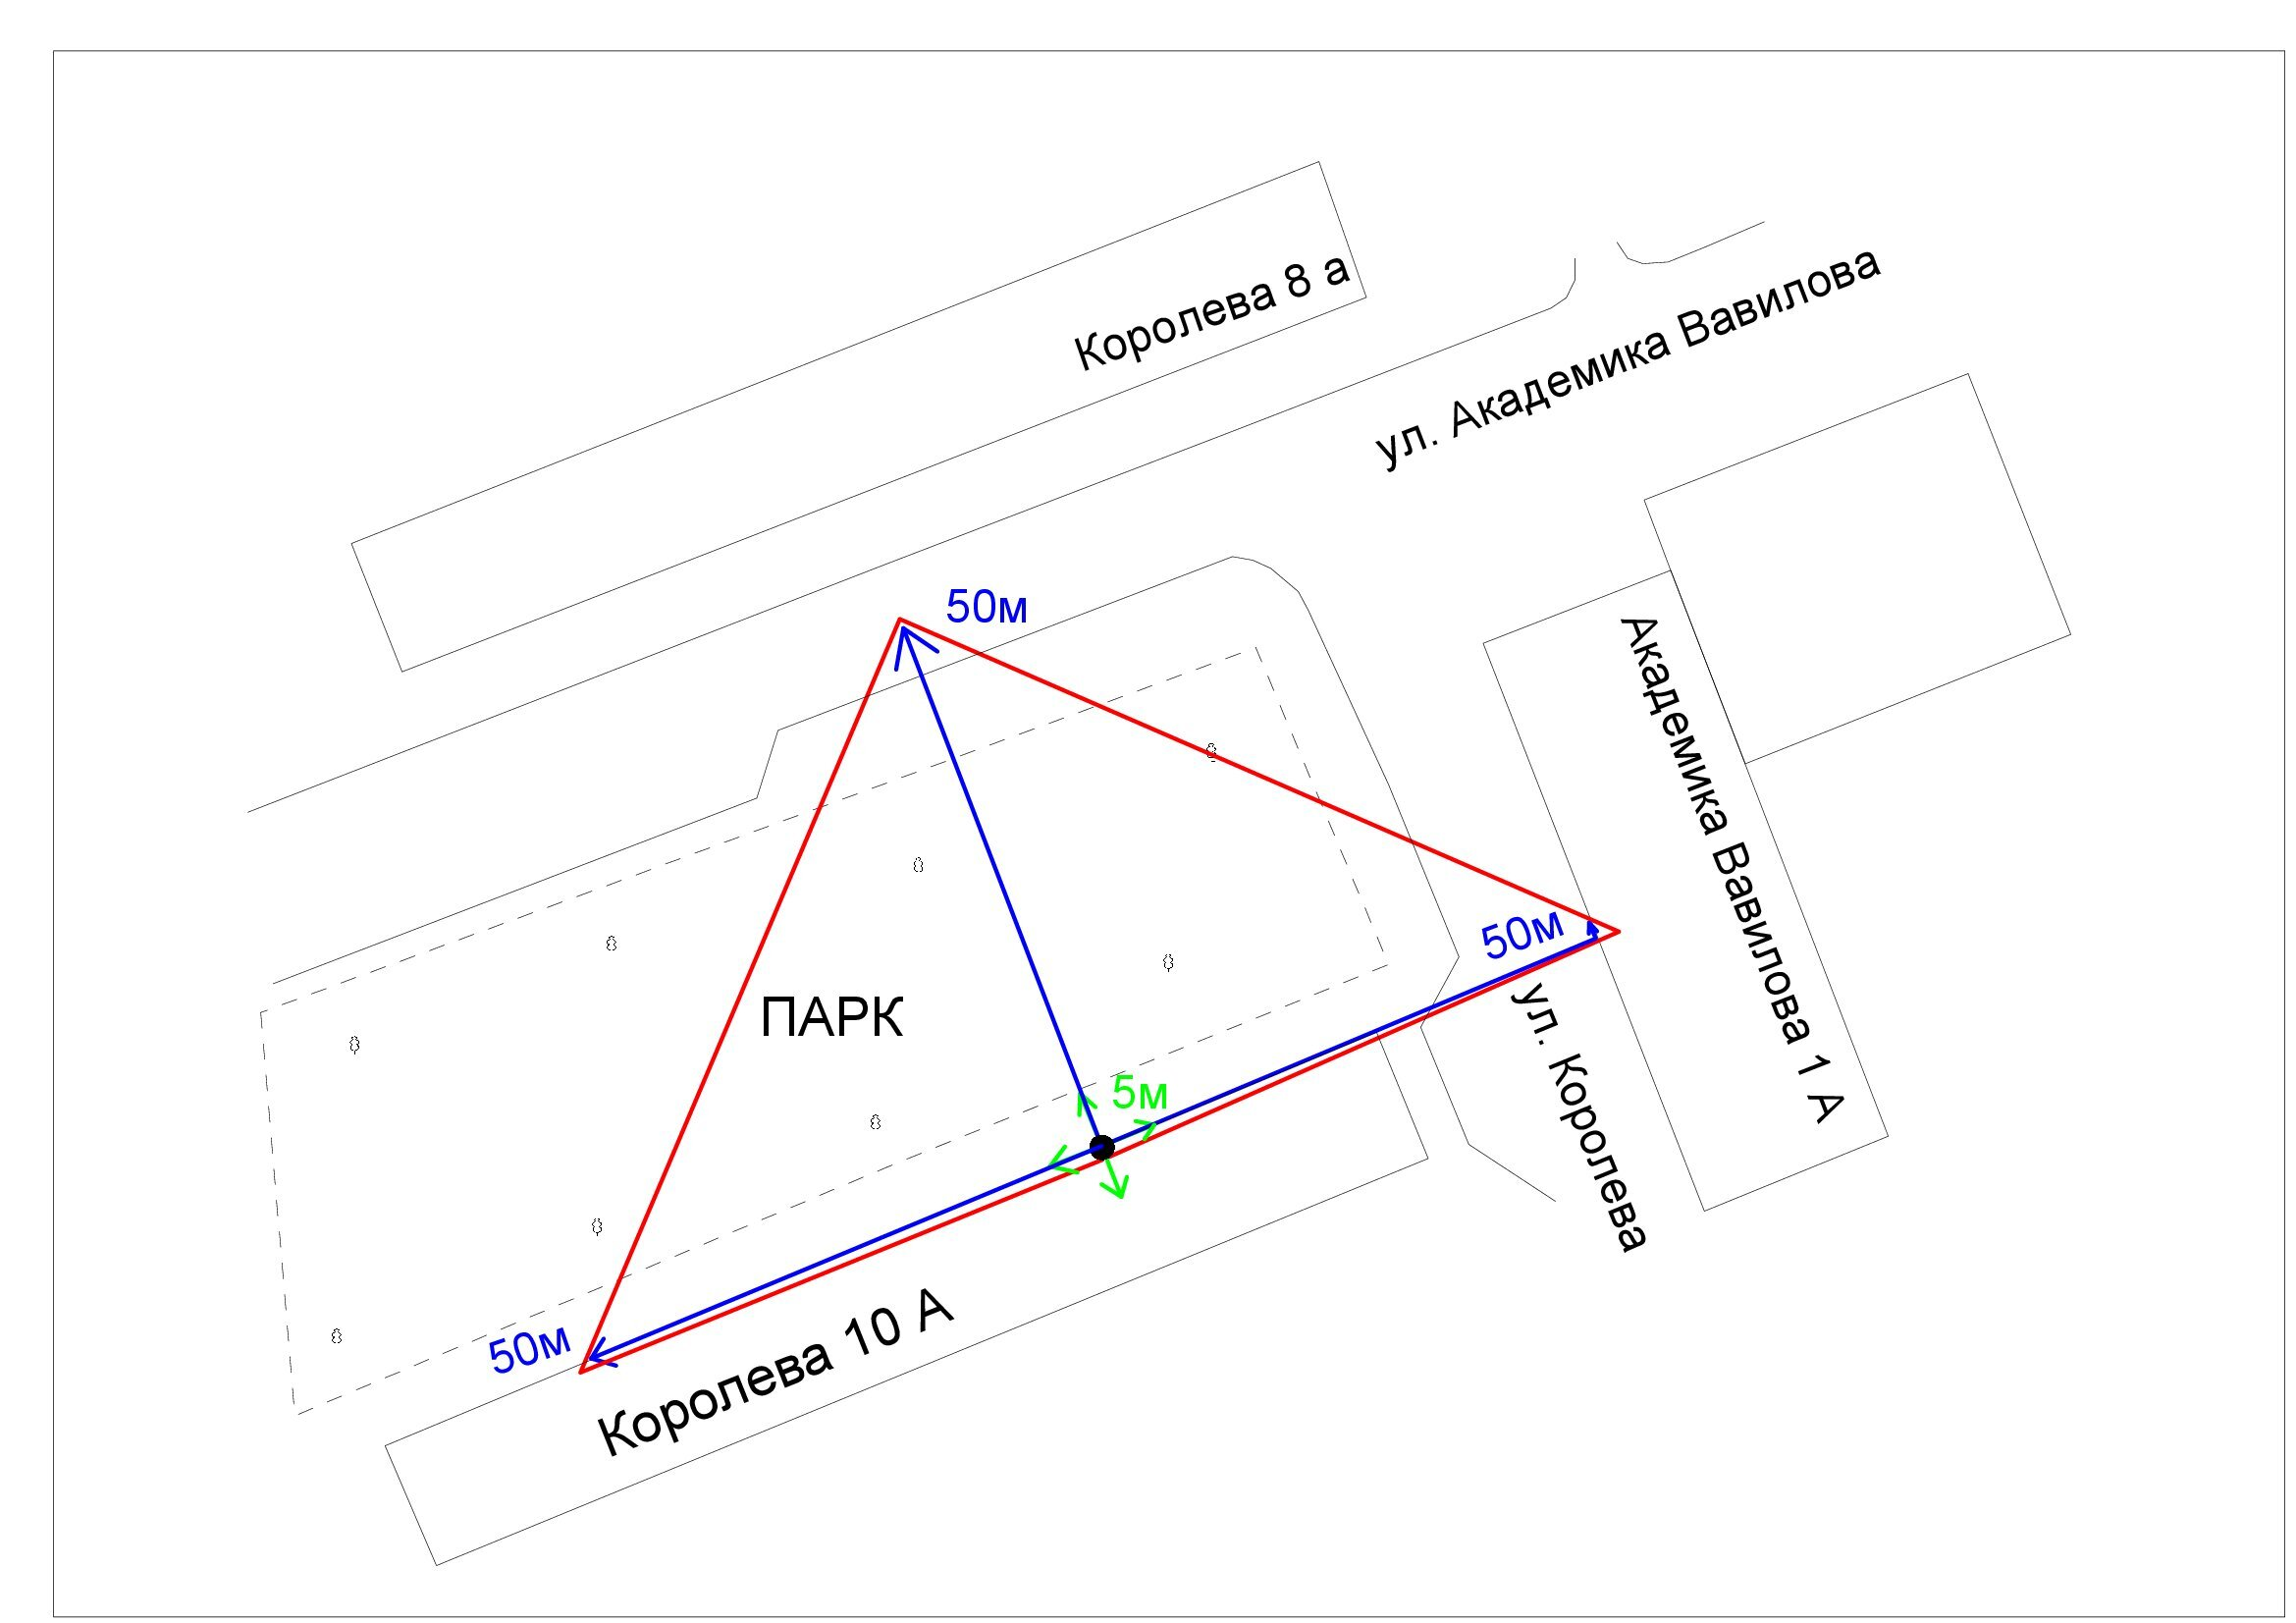 Королева 8 а
ул. Академика Вавилова
50м
Академика Вавилова 1 А
50м
ул. Королева
ПАРК
5м
50м
Королева 10 А